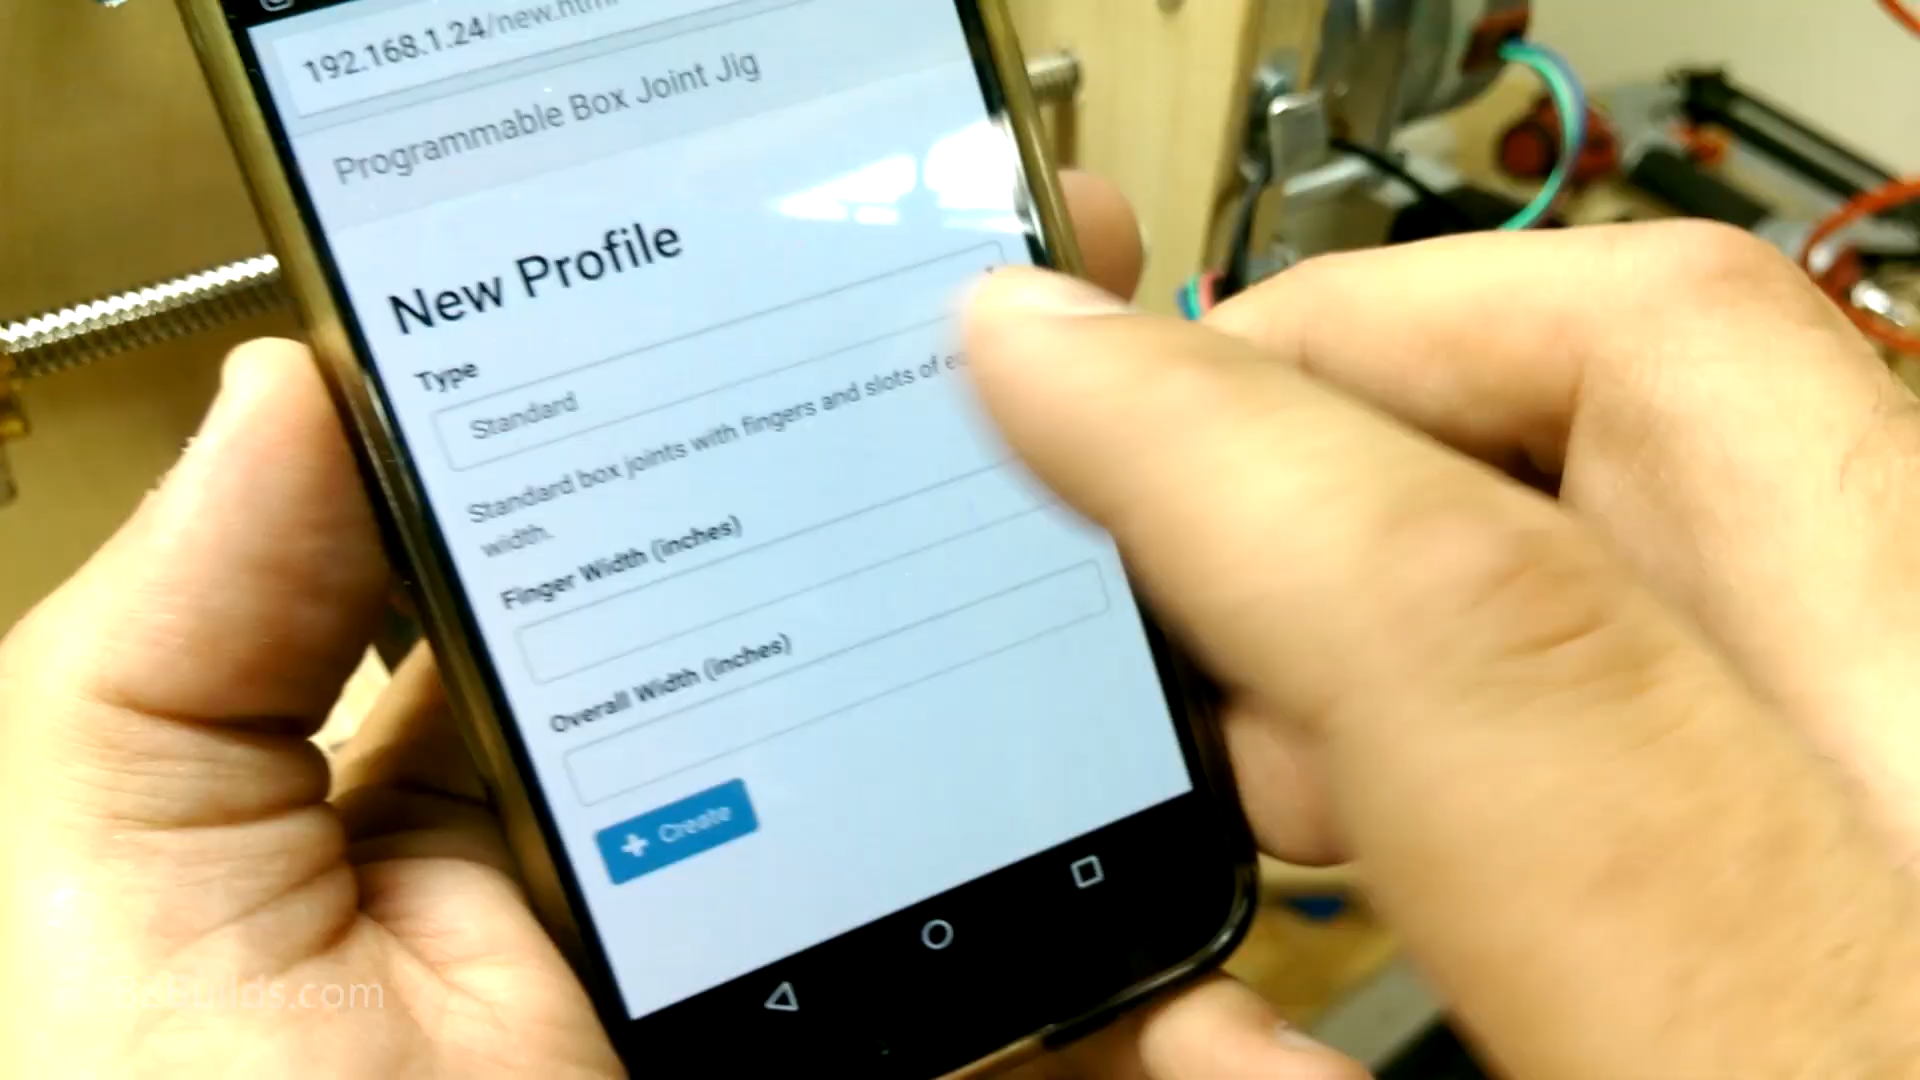 192.168.1.24/new.html
Programmable Box Joint Jig
New Profile
Type
Standard
Standard box joints with fingers and slots of
width.
Finger Width (inches)
Overall Width (inches)
+ Create